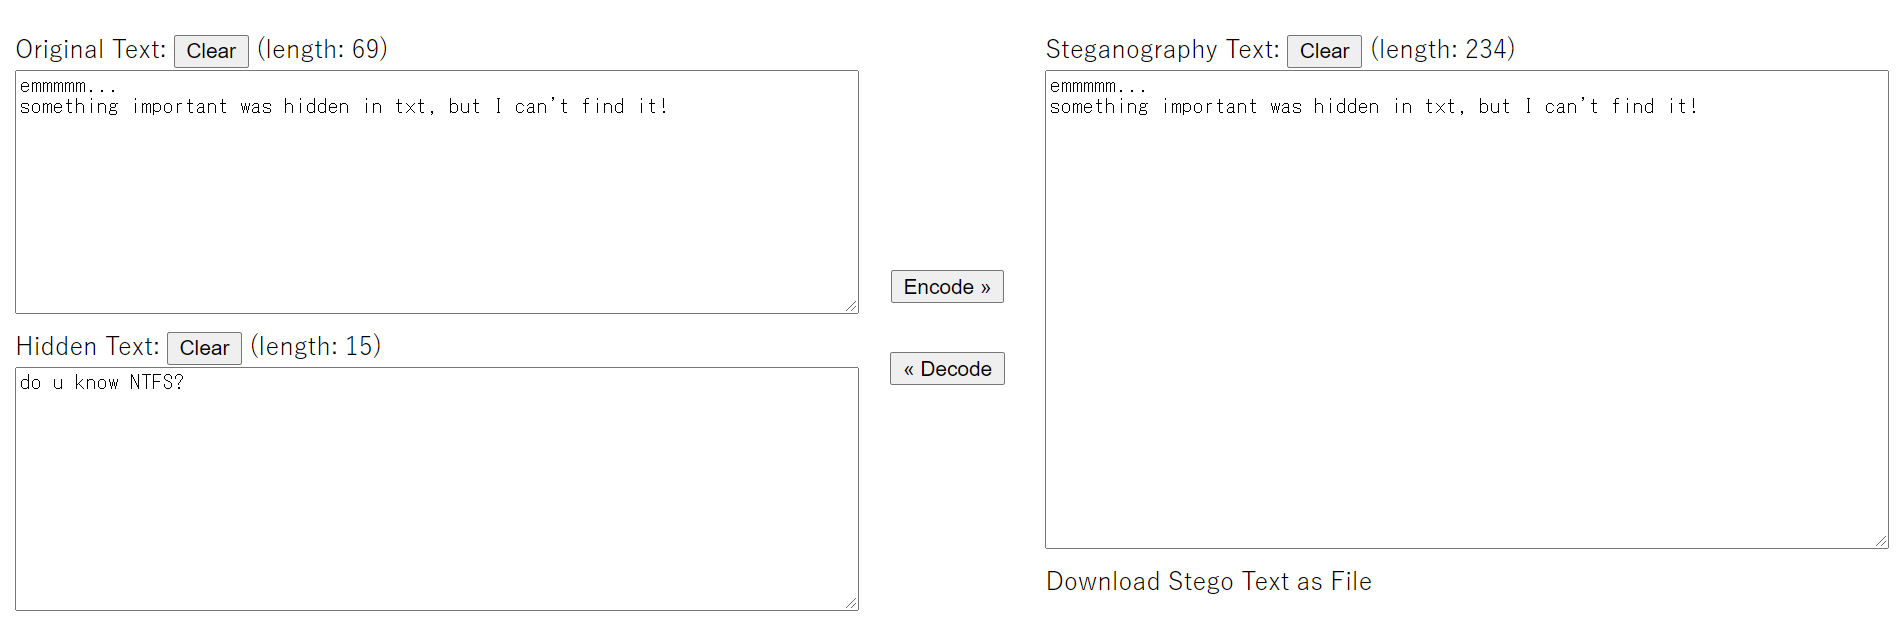 Original Text: Clear (length: 69)
emmmmm...
something important was hidden in txt, but I can't find it!
Hidden Text: Clear (length: 15)
do u know NTFS?
Encode »
« Decode
Steganography Text: Clear (length: 234)
emmmmm...
something important was hidden in txt, but I can't find it!
Download Stego Text as File